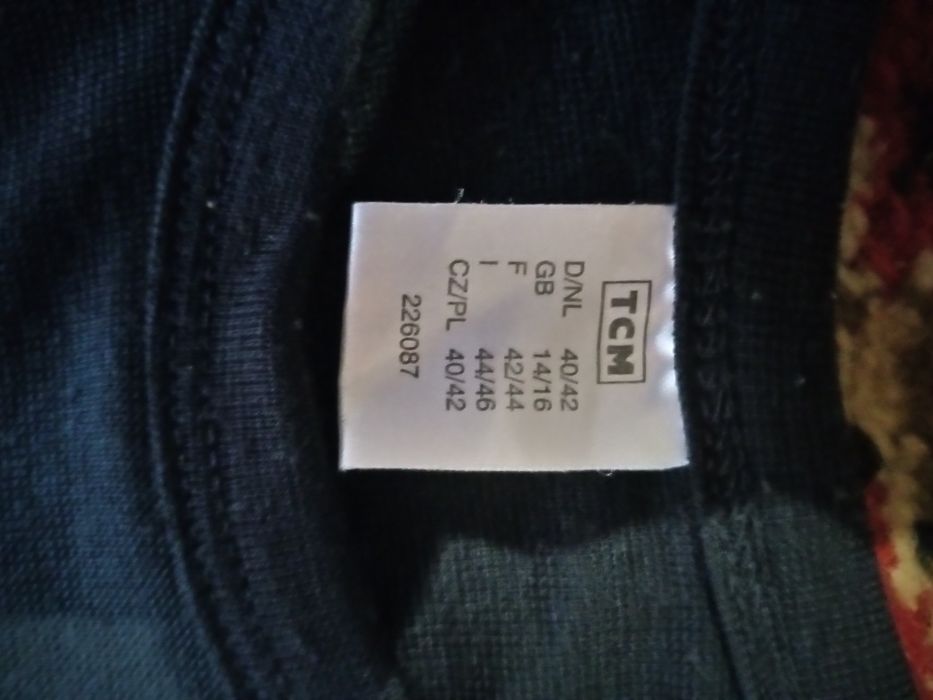 TCM
D/NL 40/42
GB 14/16
F 42/44
I 44/46
CZ/PL 40/42
226087